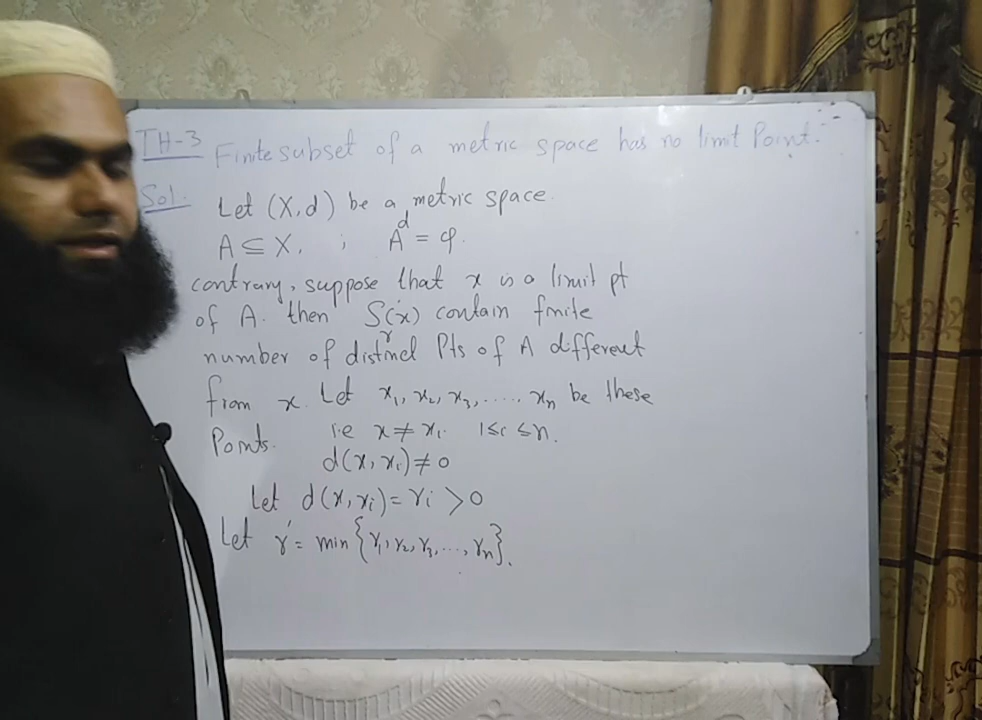 TH-3 Finite subset of a metric space has no limit Point.
Sol. Let (X,d) be a metric space.
A ⊆ X, ; Aᵈ = φ.
contrary, suppose that x is a limit pt
of A. then Sᵣ(x) contain finite
number of distinct Pts of A different
from x. Let x₁, x₂, x₃, ....., xₙ be these
Points. i.e x ≠ xᵢ 1≤i≤n.
d(x, xᵢ) ≠ 0
Let d(x, xᵢ) = rᵢ > 0
Let r' = min{r₁, r₂, r₃, ..., rₙ}.